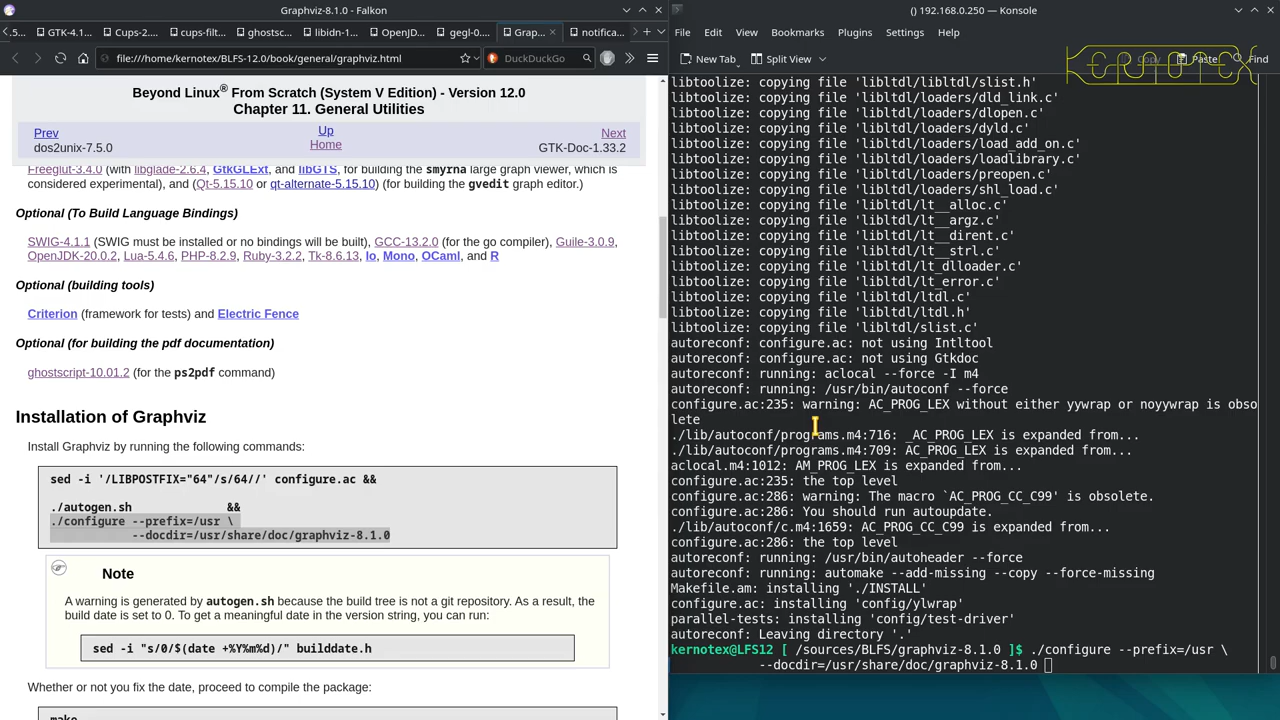 Graphviz-8.1.0 — Falkon
.5...
GTK-4.1...
Cups-2....
cups-filt...
ghostsc...
libidn-1...
OpenJD...
gegl-0....
Grap...
notifica...
file:///home/kernotex/BLFS-12.0/book/general/graphviz.html
DuckDuckGo
Beyond Linux® From Scratch (System V Edition) - Version 12.0
Chapter 11. General Utilities
Prev
Up
Next
dos2unix-7.5.0
Home
GTK-Doc-1.33.2
Freeglut-3.4.0 (with libglade-2.6.4, GtkGLExt, and libGTS, for building the smyrna large graph viewer, which is
considered experimental), and (Qt-5.15.10 or qt-alternate-5.15.10) (for building the gvedit graph editor.)
Optional (To Build Language Bindings)
SWIG-4.1.1 (SWIG must be installed or no bindings will be built), GCC-13.2.0 (for the go compiler), Guile-3.0.9,
OpenJDK-20.0.2, Lua-5.4.6, PHP-8.2.9, Ruby-3.2.2, Tk-8.6.13, Io, Mono, OCaml, and R
Optional (building tools)
Criterion (framework for tests) and Electric Fence
Optional (for building the pdf documentation)
ghostscript-10.01.2 (for the ps2pdf command)
Installation of Graphviz
Install Graphviz by running the following commands:
sed -i '/LIBPOSTFIX="64"/s/64//' configure.ac &&
./autogen.sh &&
./configure --prefix=/usr \
--docdir=/usr/share/doc/graphviz-8.1.0
Note
A warning is generated by autogen.sh because the build tree is not a git repository. As a result, the
build date is set to 0. To get a meaningful date in the version string, you can run:
sed -i "s/0/$(date +%Y%m%d)/" builddate.h
Whether or not you fix the date, proceed to compile the package:
make
() 192.168.0.250 — Konsole
File Edit View Bookmarks Plugins Settings Help
New Tab Split View Copy Paste Find
KERNOTEX
libtoolize: copying file 'libltdl/libltdl/slist.h'
libtoolize: copying file 'libltdl/loaders/dld_link.c'
libtoolize: copying file 'libltdl/loaders/dlopen.c'
libtoolize: copying file 'libltdl/loaders/dyld.c'
libtoolize: copying file 'libltdl/loaders/load_add_on.c'
libtoolize: copying file 'libltdl/loaders/loadlibrary.c'
libtoolize: copying file 'libltdl/loaders/preopen.c'
libtoolize: copying file 'libltdl/loaders/shl_load.c'
libtoolize: copying file 'libltdl/lt__alloc.c'
libtoolize: copying file 'libltdl/lt__argz.c'
libtoolize: copying file 'libltdl/lt__dirent.c'
libtoolize: copying file 'libltdl/lt__strl.c'
libtoolize: copying file 'libltdl/lt_dlloader.c'
libtoolize: copying file 'libltdl/lt_error.c'
libtoolize: copying file 'libltdl/ltdl.c'
libtoolize: copying file 'libltdl/ltdl.h'
libtoolize: copying file 'libltdl/slist.c'
autoreconf: configure.ac: not using Intltool
autoreconf: configure.ac: not using Gtkdoc
autoreconf: running: aclocal --force -I m4
autoreconf: running: /usr/bin/autoconf --force
configure.ac:235: warning: AC_PROG_LEX without either yywrap or noyywrap is obso
lete
./lib/autoconf/programs.m4:716: _AC_PROG_LEX is expanded from...
./lib/autoconf/programs.m4:709: AC_PROG_LEX is expanded from...
aclocal.m4:1012: AM_PROG_LEX is expanded from...
configure.ac:235: the top level
configure.ac:286: warning: The macro `AC_PROG_CC_C99' is obsolete.
configure.ac:286: You should run autoupdate.
./lib/autoconf/c.m4:1659: AC_PROG_CC_C99 is expanded from...
configure.ac:286: the top level
autoreconf: running: /usr/bin/autoheader --force
autoreconf: running: automake --add-missing --copy --force-missing
Makefile.am: installing './INSTALL'
configure.ac: installing 'config/ylwrap'
parallel-tests: installing 'config/test-driver'
autoreconf: Leaving directory '.'
kernotex@LFS12 [ /sources/BLFS/graphviz-8.1.0 ]$ ./configure --prefix=/usr \
--docdir=/usr/share/doc/graphviz-8.1.0